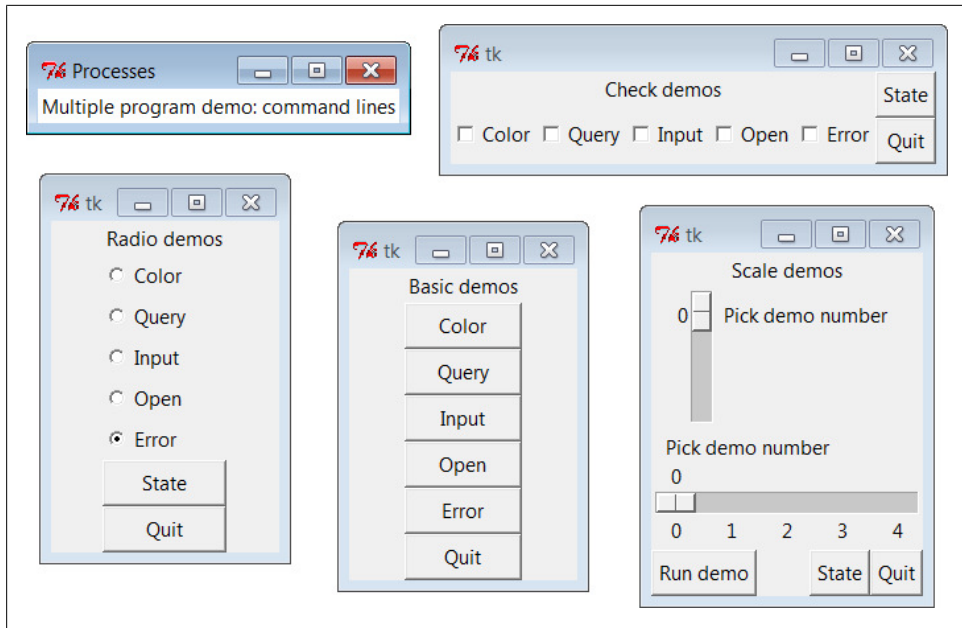 Processes
Multiple program demo: command lines
tk
Check demos
State
Color Query Input Open Error
Quit
tk
Radio demos
Color
Query
Input
Open
Error
State
Quit
tk
Basic demos
Color
Query
Input
Open
Error
Quit
tk
Scale demos
0 Pick demo number
Pick demo number
0
0 1 2 3 4
Run demo State Quit